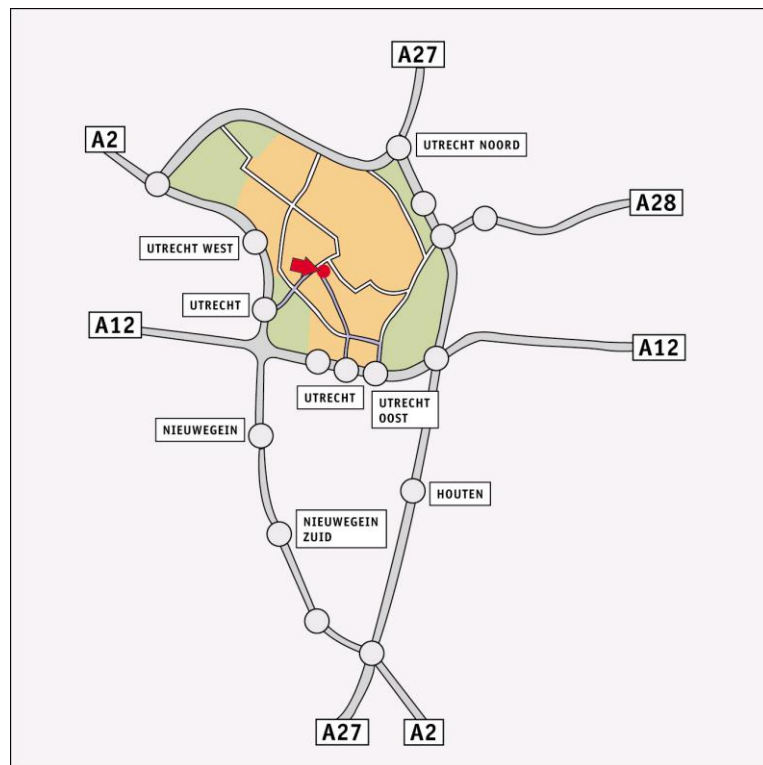 A27
A2
UTRECHT NOORD
A28
UTRECHT WEST
UTRECHT
A12
A12
UTRECHT
UTRECHT
OOST
NIEUWEGEIN
HOUTEN
NIEUWEGEIN
ZUID
A27
A2